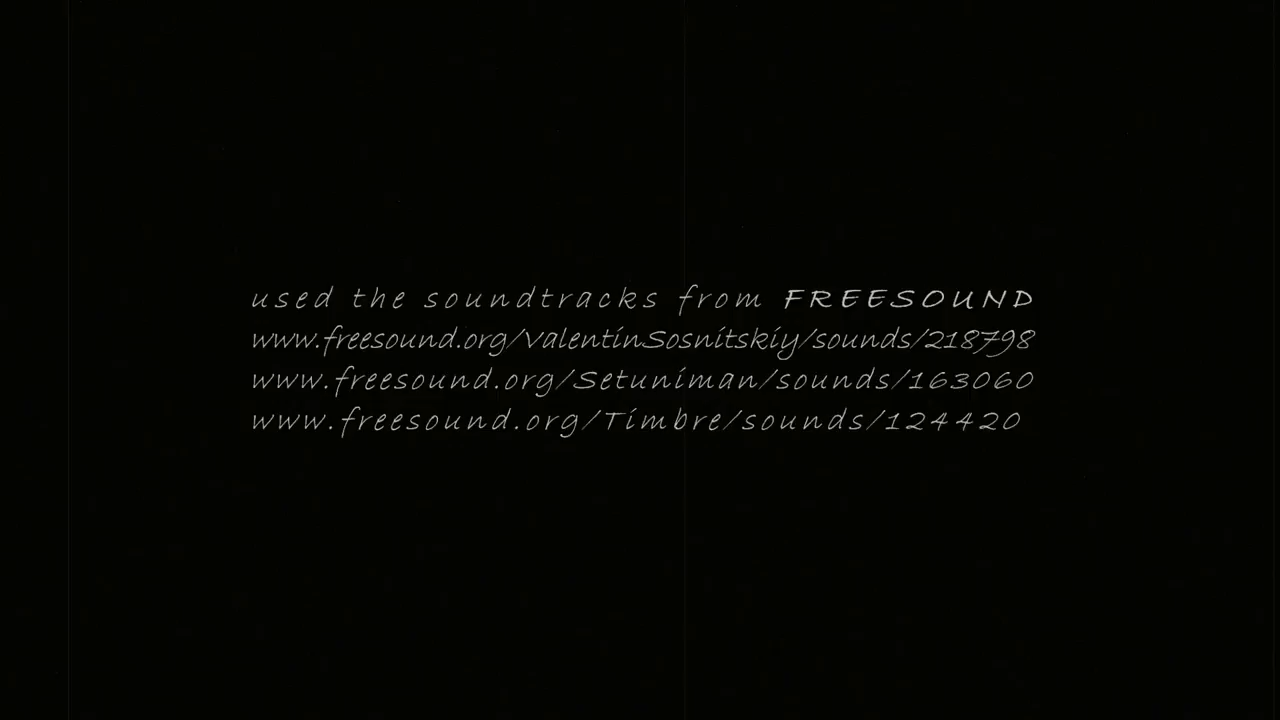 used the soundtracks from FREESOUND
www.freesound.org/ValentinSosnitskiy/sounds/218798
www.freesound.org/Setuniman/sounds/163060
www.freesound.org/Timbre/sounds/124420